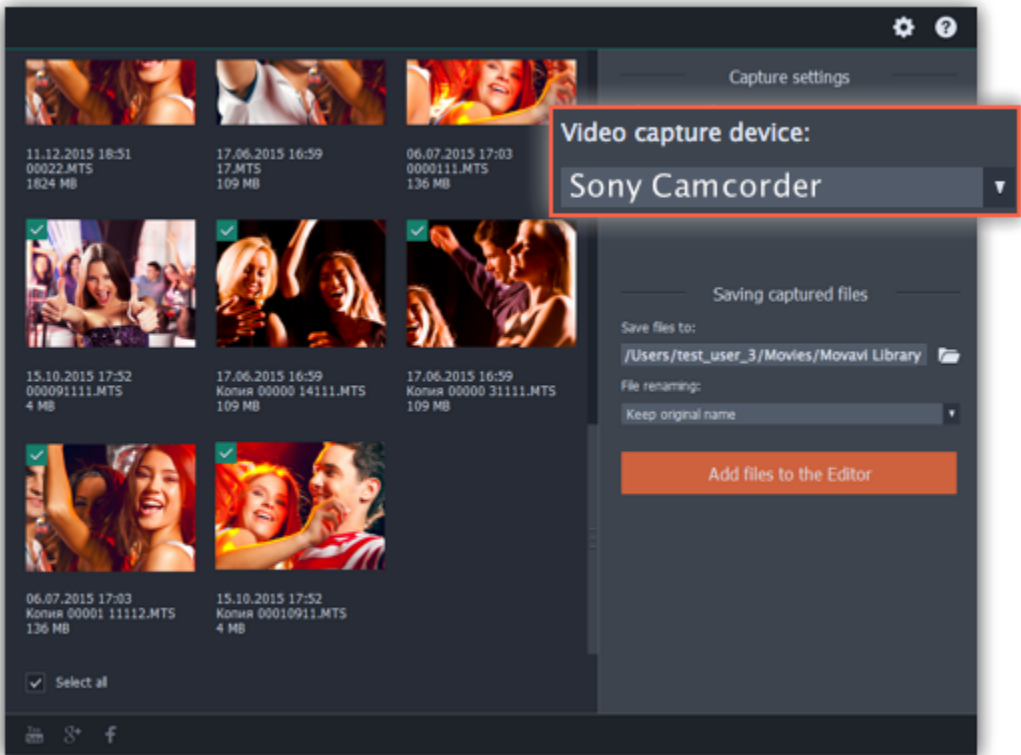 Capture settings
Video capture device:
Sony Camcorder
11.12.2015 18:51
00022.MTS
1824 MB
17.06.2015 16:59
17.MTS
109 MB
06.07.2015 17:03
0000111.MTS
136 MB
15.10.2015 17:52
000091111.MTS
4 MB
17.06.2015 16:59
Копия 00000 14111.MTS
109 MB
17.06.2015 16:59
Копия 00000 31111.MTS
109 MB
06.07.2015 17:03
Копия 00001 11112.MTS
136 MB
15.10.2015 17:52
Копия 00010911.MTS
4 MB
Select all
Saving captured files
Save files to:
/Users/test_user_3/Movies/Movavi Library
File renaming:
Keep original name
Add files to the Editor